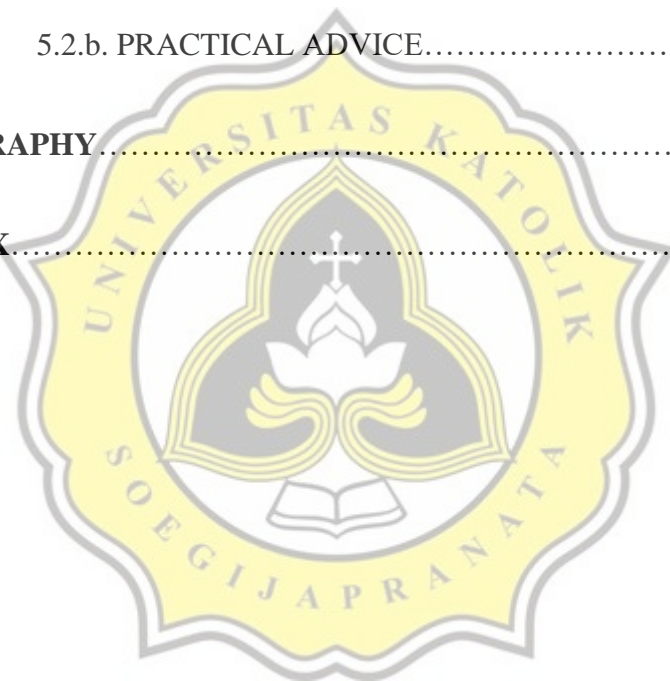 5.2.b. PRACTICAL ADVICE……………………
RAPHY……………………………………………………
X……………………………………………………………
UNIVERSITAS KATOLIK
SOEGIJAPRANATA